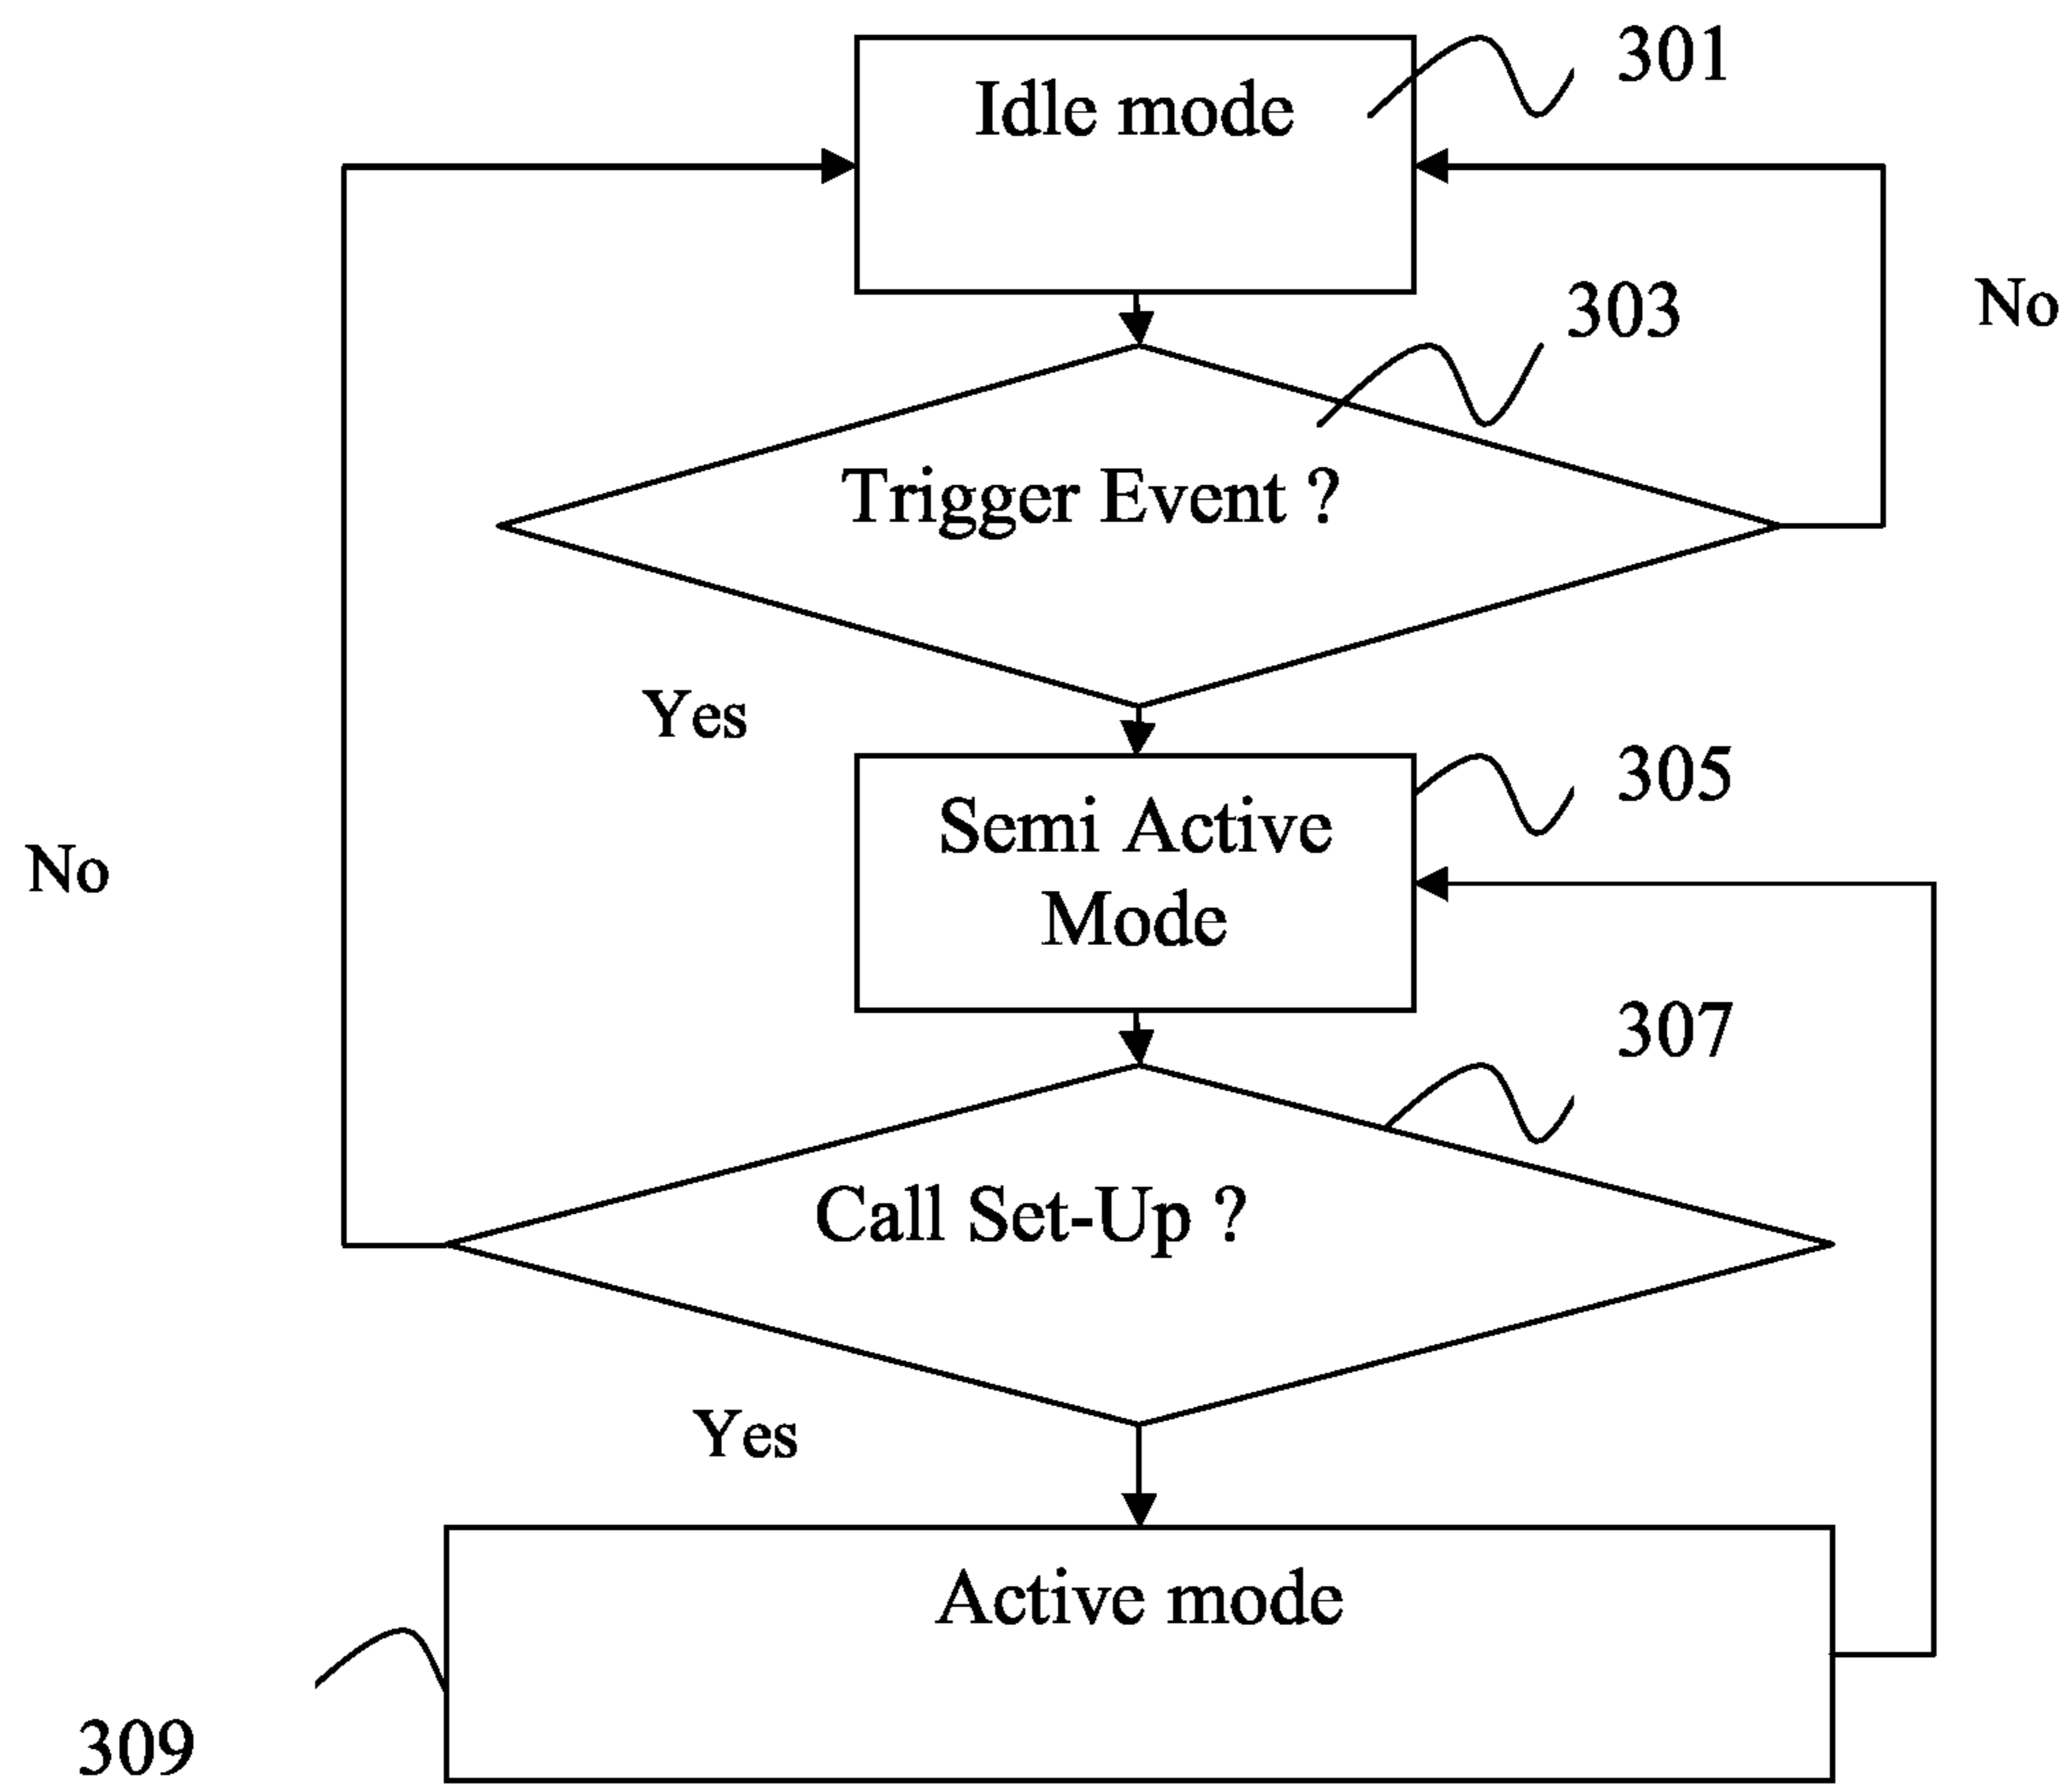 301
Idle mode
303
No
Trigger Event ?
Yes
305
Semi Active
Mode
No
307
Call Set-Up ?
Yes
Active mode
309